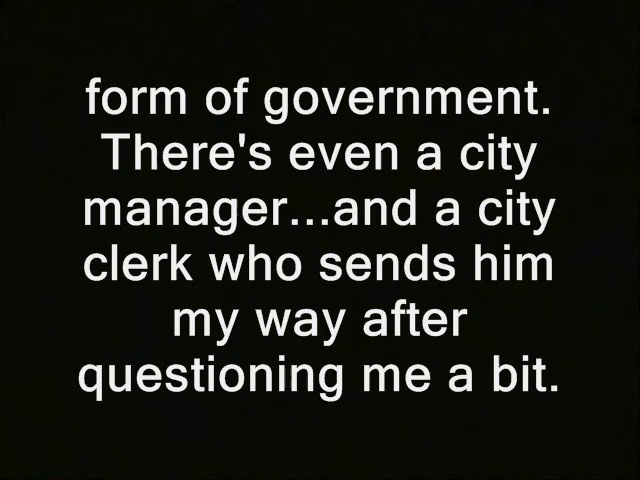 form of government.
There's even a city
manager...and a city
clerk who sends him
my way after
questioning me a bit.